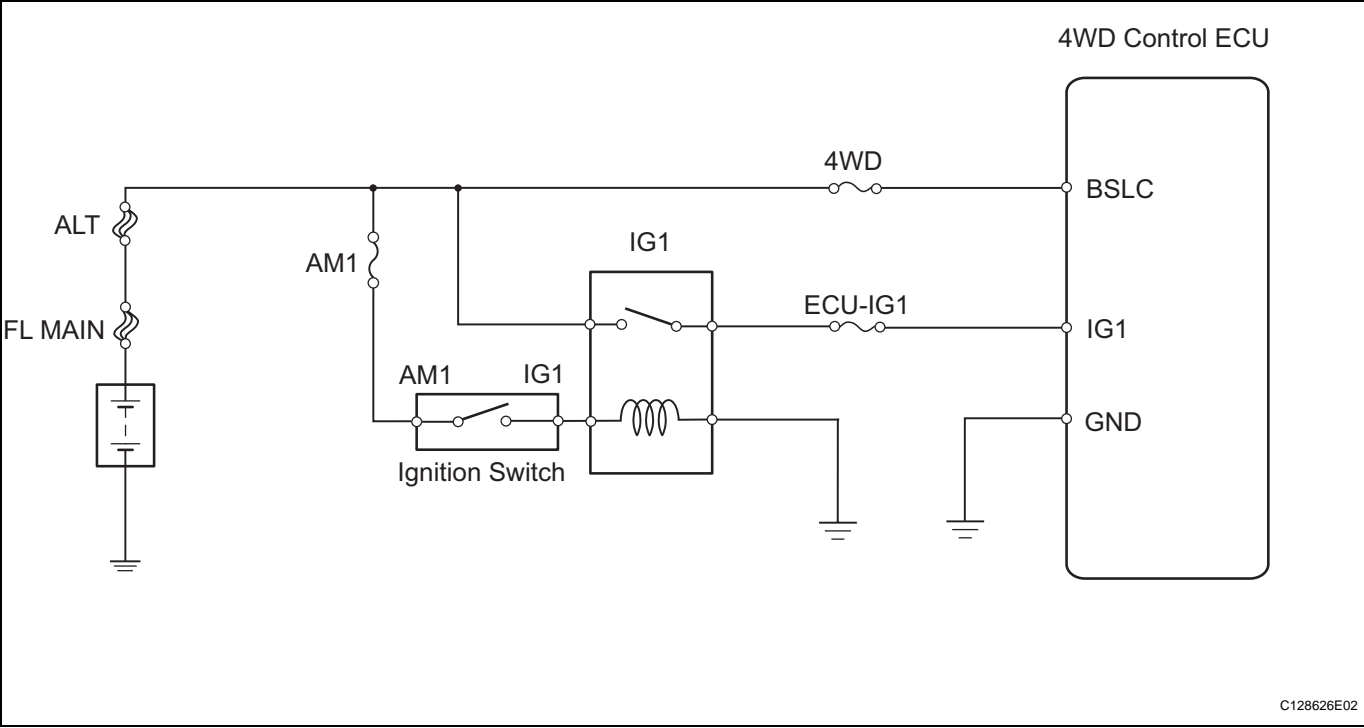 4WD Control ECU
4WD
BSLC
ALT
IG1
AM1
ECU-IG1
FL MAIN
IG1
AM1 IG1
GND
Ignition Switch
C128626E02